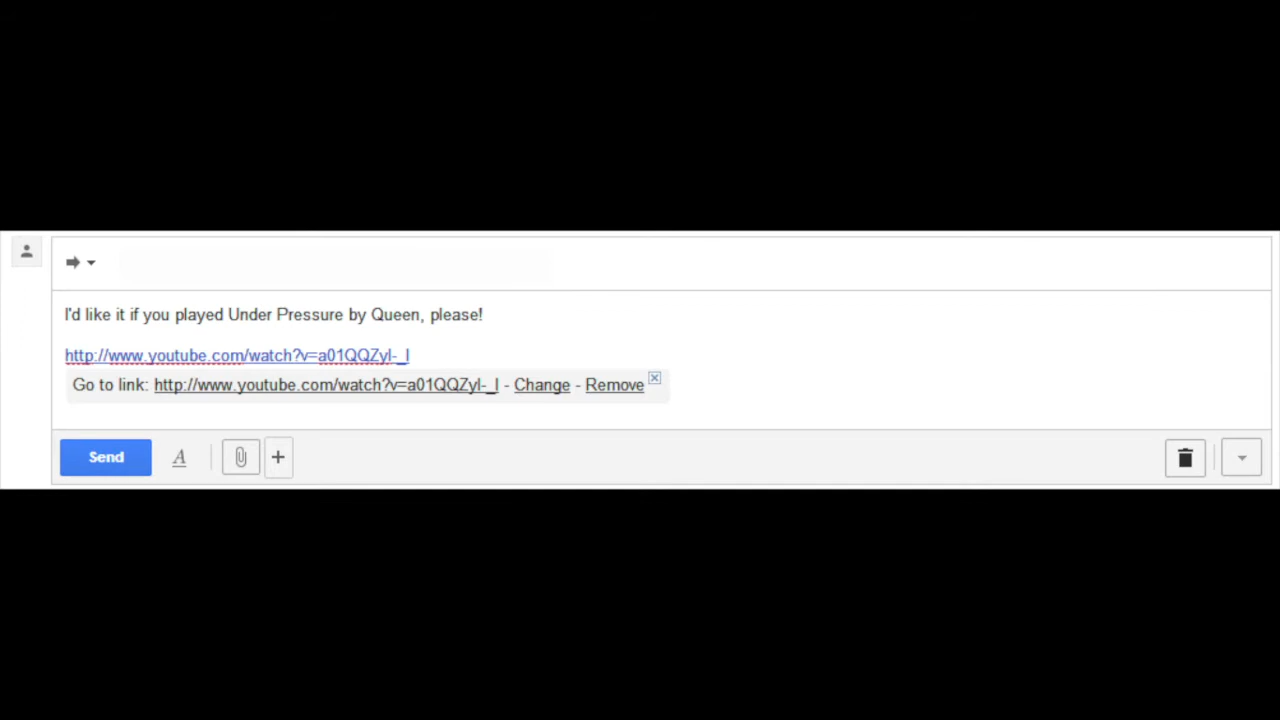 I'd like it if you played Under Pressure by Queen, please!
http://www.youtube.com/watch?v=a01QQZyl-_I
Go to link: http://www.youtube.com/watch?v=a01QQZyl-_I - Change - Remove
Send A